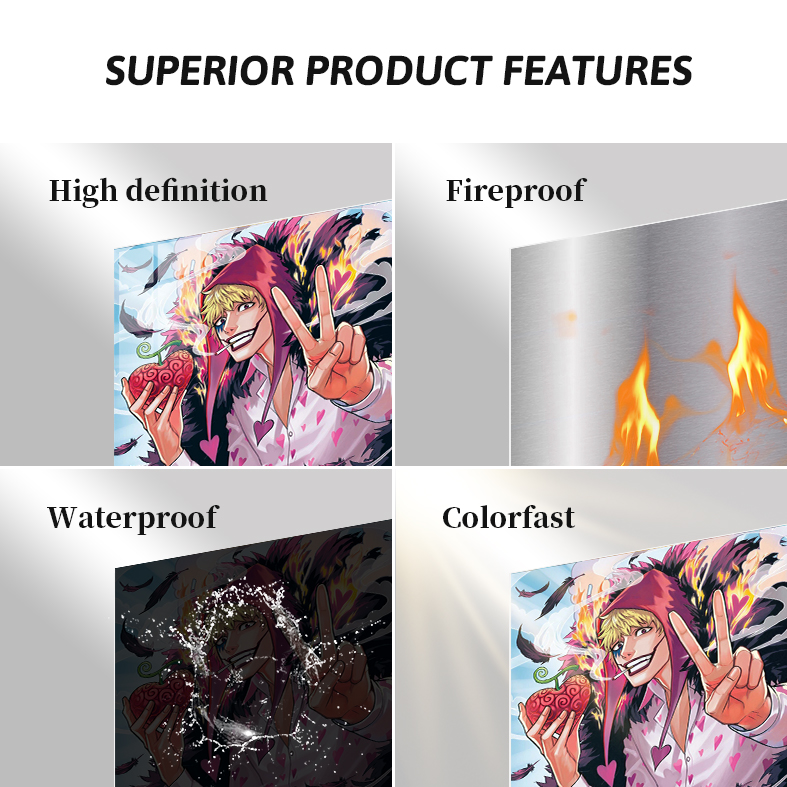 SUPERIOR PRODUCT FEATURES
High definition
Fireproof
Waterproof
Colorfast